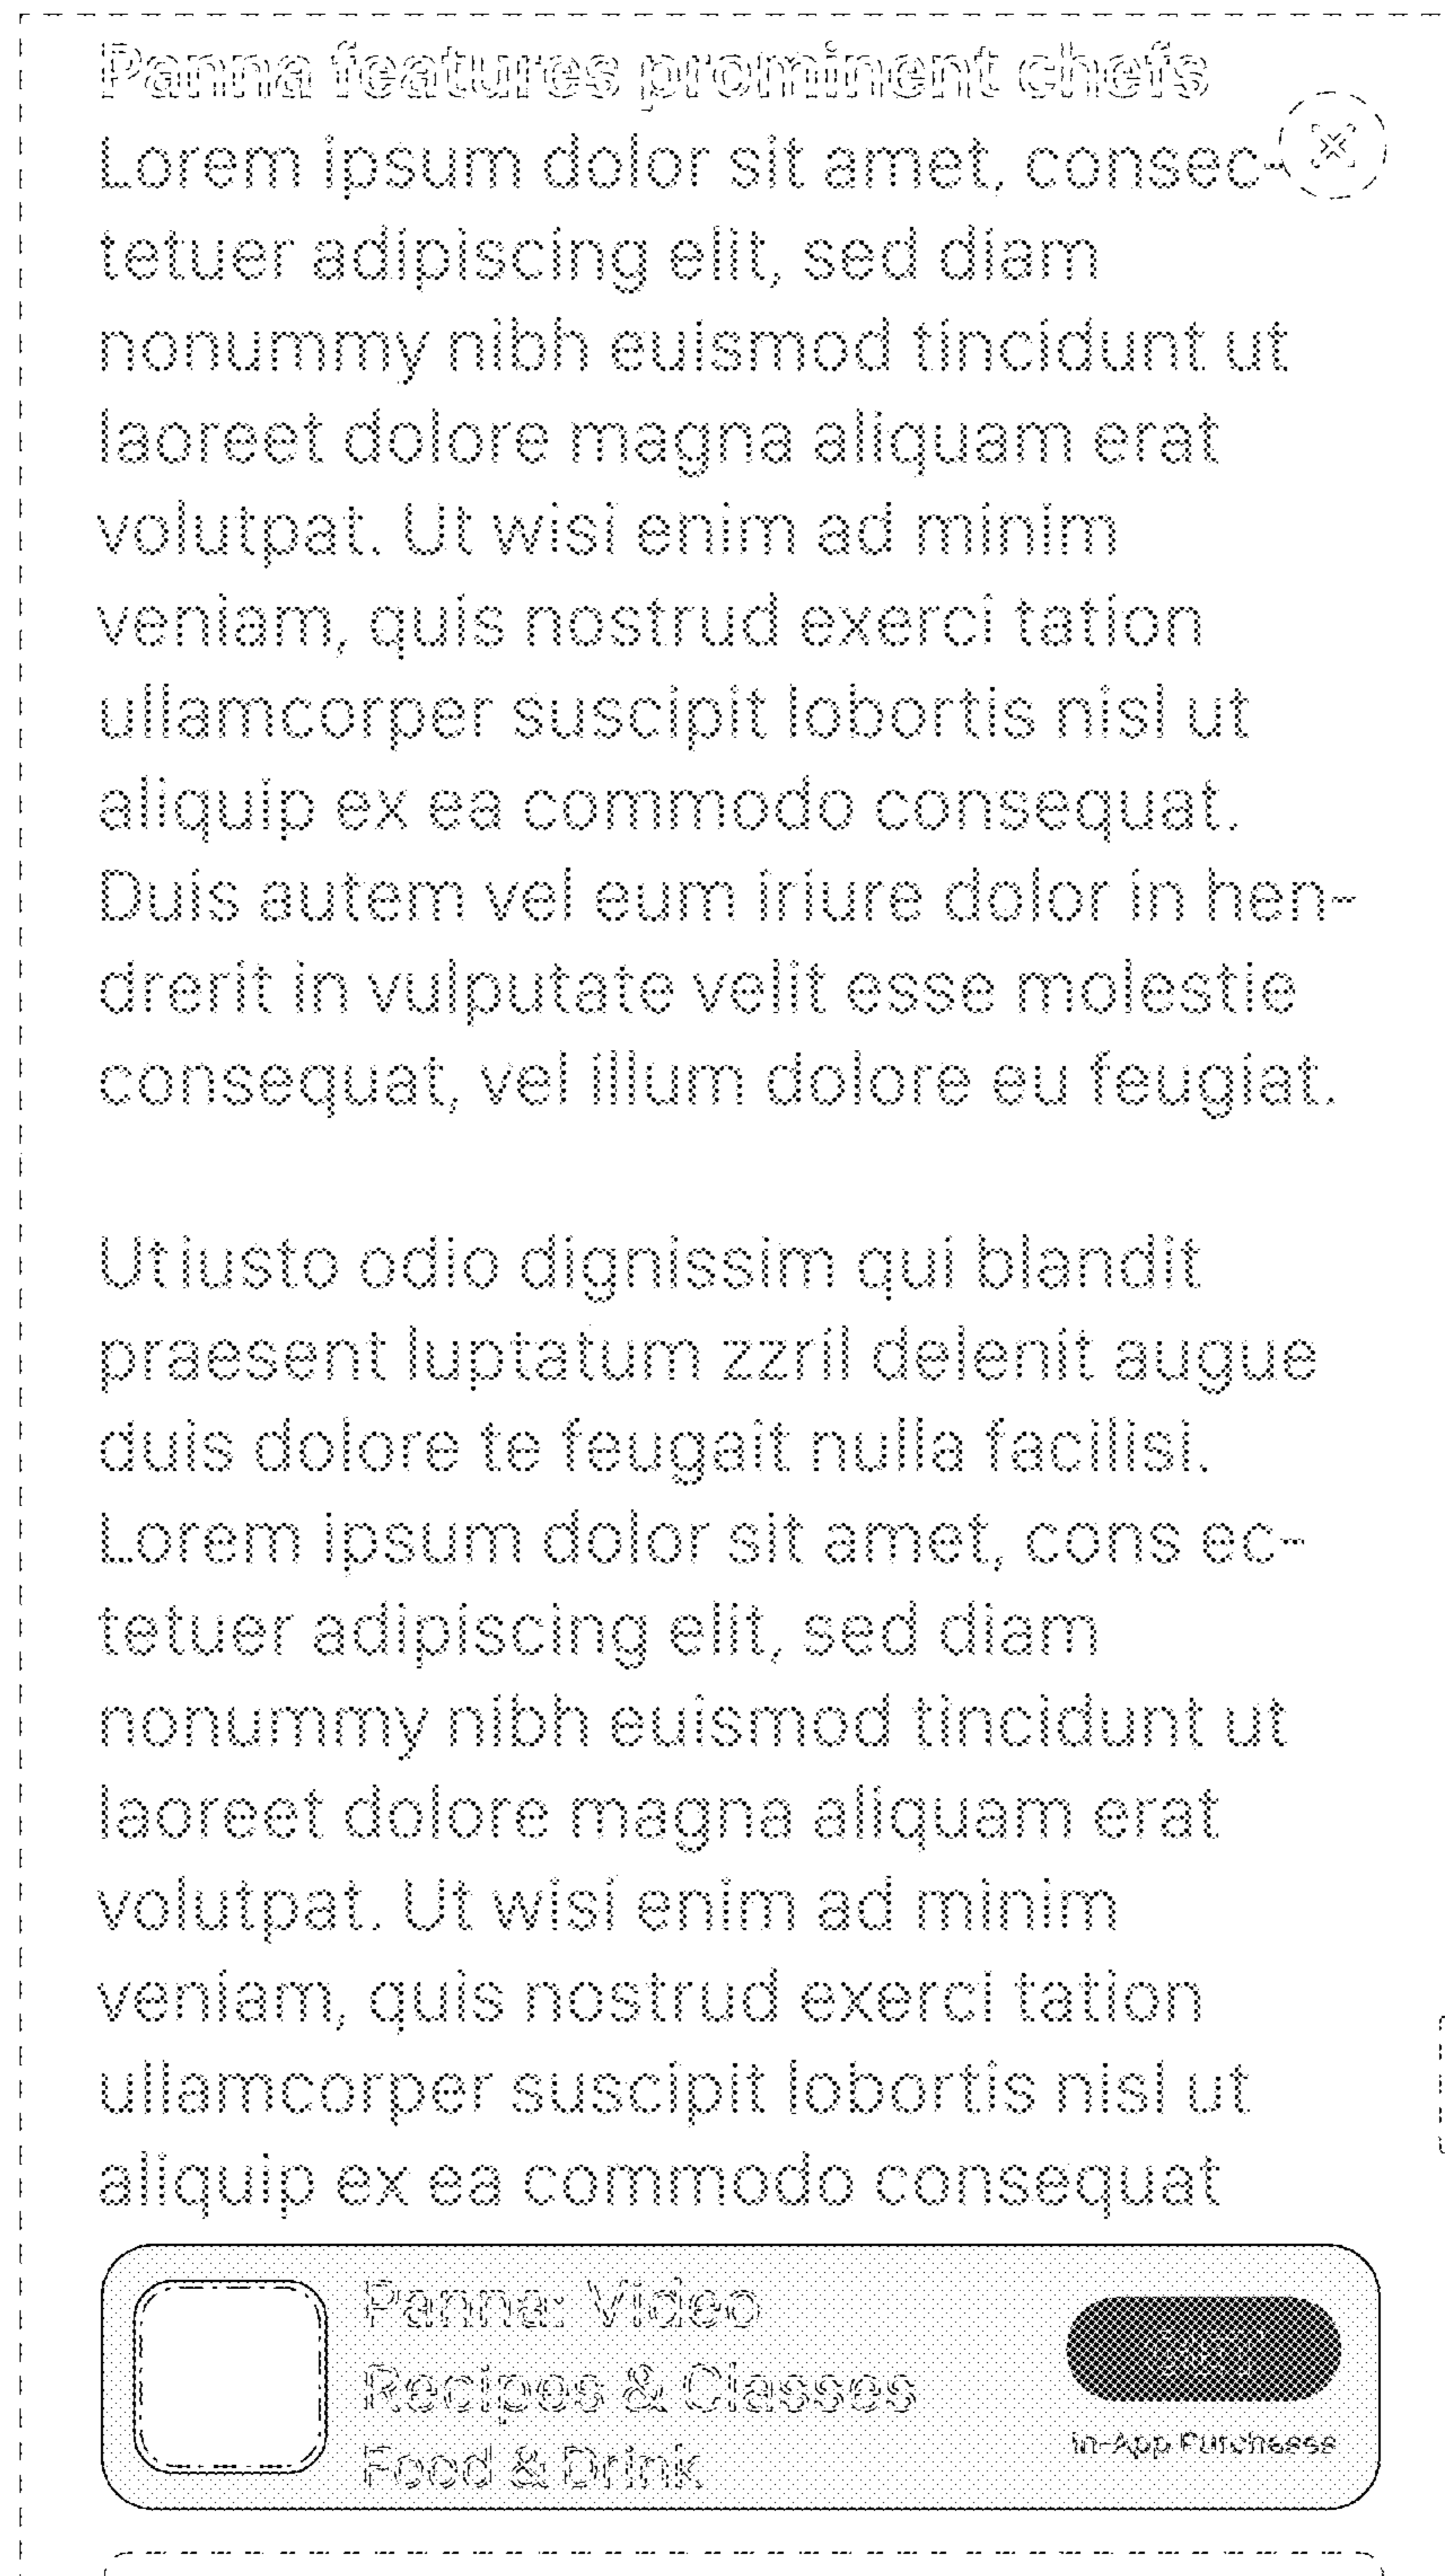 Panna features prominent chefs
Lorem ipsum dolor sit amet, consec-
tetuer adipiscing elit, sed diam
nonummy nibh euismod tincidunt ut
laoreet dolore magna aliquam erat
volutpat. Ut wisi enim ad minim
veniam, quis nostrud exerci tation
ullamcorper suscipit lobortis nisl ut
aliquip ex ea commodo consequat.
Duis autem vel eum iriure dolor in hen-
drerit in vulputate velit esse molestie
consequat, vel illum dolore eu feugiat.
Ut iusto odio dignissim qui blandit
praesent luptatum zzril delenit augue
duis dolore te feugait nulla facilisi.
Lorem ipsum dolor sit amet, cons ec-
tetuer adipiscing elit, sed diam
nonummy nibh euismod tincidunt ut
laoreet dolore magna aliquam erat
volutpat. Ut wisi enim ad minim
veniam, quis nostrud exerci tation
ullamcorper suscipit lobortis nisl ut
aliquip ex ea commodo consequat
Panna: Video
Recipes & Classes
Food & Drink
in-App Purchases